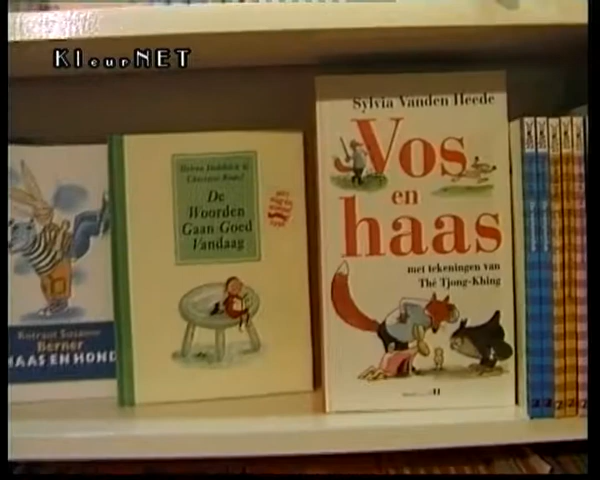 KleurNET
Sylvia Vanden Heede
Vos
en
haas
met tekeningen van
Thé Tjong-Khing
De
Woorden
Gaan Goed
Vandaag
Rotraut Susanne
Berner
HAAS EN HOND